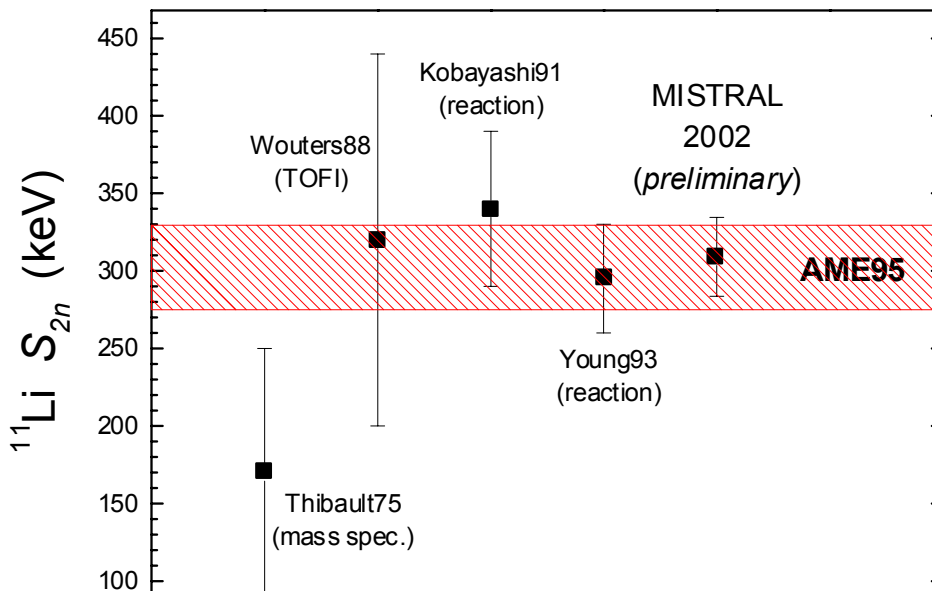 450
400
350
300
250
200
150
100
¹¹Li S₂ₙ (keV)
Kobayashi91
(reaction)
Wouters88
(TOFI)
MISTRAL
2002
(preliminary)
AME95
Young93
(reaction)
Thibault75
(mass spec.)